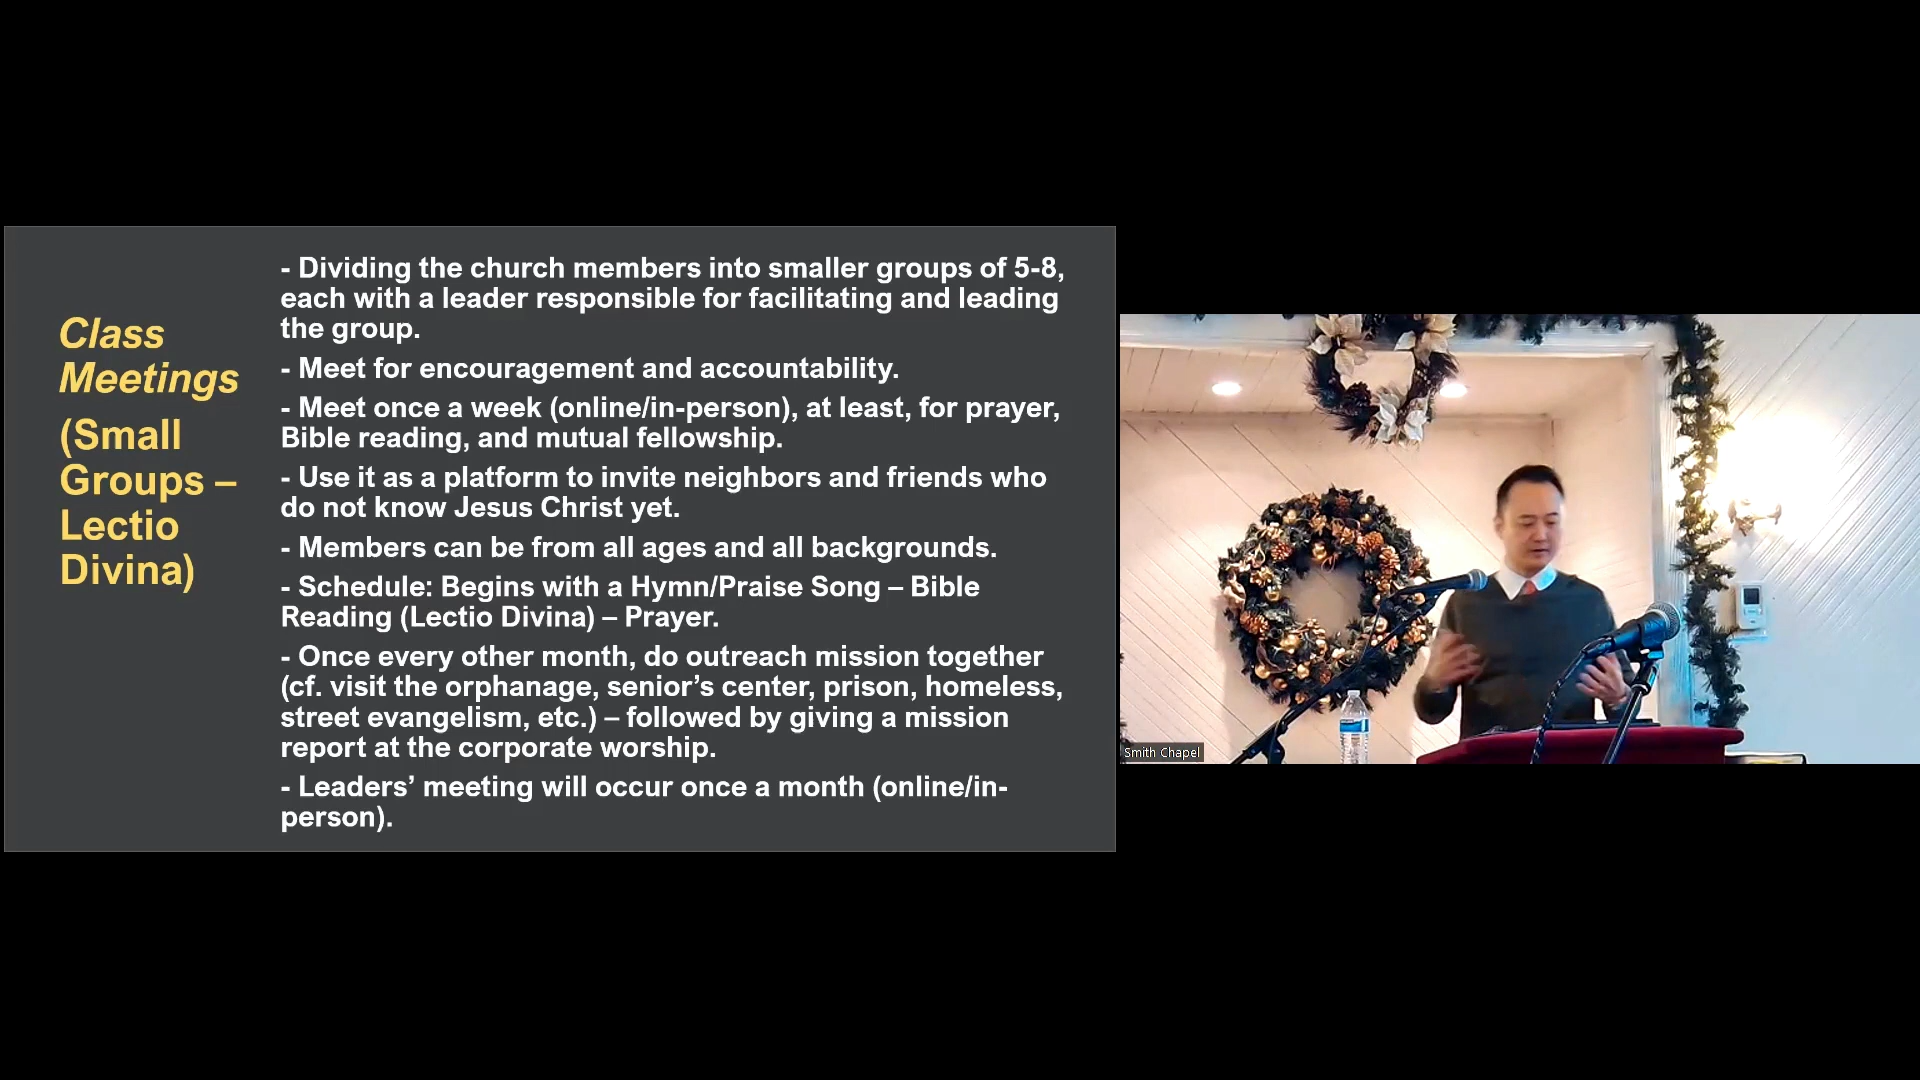 Class
Meetings
(Small
Groups –
Lectio
Divina)
- Dividing the church members into smaller groups of 5-8,
each with a leader responsible for facilitating and leading
the group.
- Meet for encouragement and accountability.
- Meet once a week (online/in-person), at least, for prayer,
Bible reading, and mutual fellowship.
- Use it as a platform to invite neighbors and friends who
do not know Jesus Christ yet.
- Members can be from all ages and all backgrounds.
- Schedule: Begins with a Hymn/Praise Song – Bible
Reading (Lectio Divina) – Prayer.
- Once every other month, do outreach mission together
(cf. visit the orphanage, senior’s center, prison, homeless,
street evangelism, etc.) – followed by giving a mission
report at the corporate worship.
- Leaders’ meeting will occur once a month (online/in-
person).
Smith Chapel